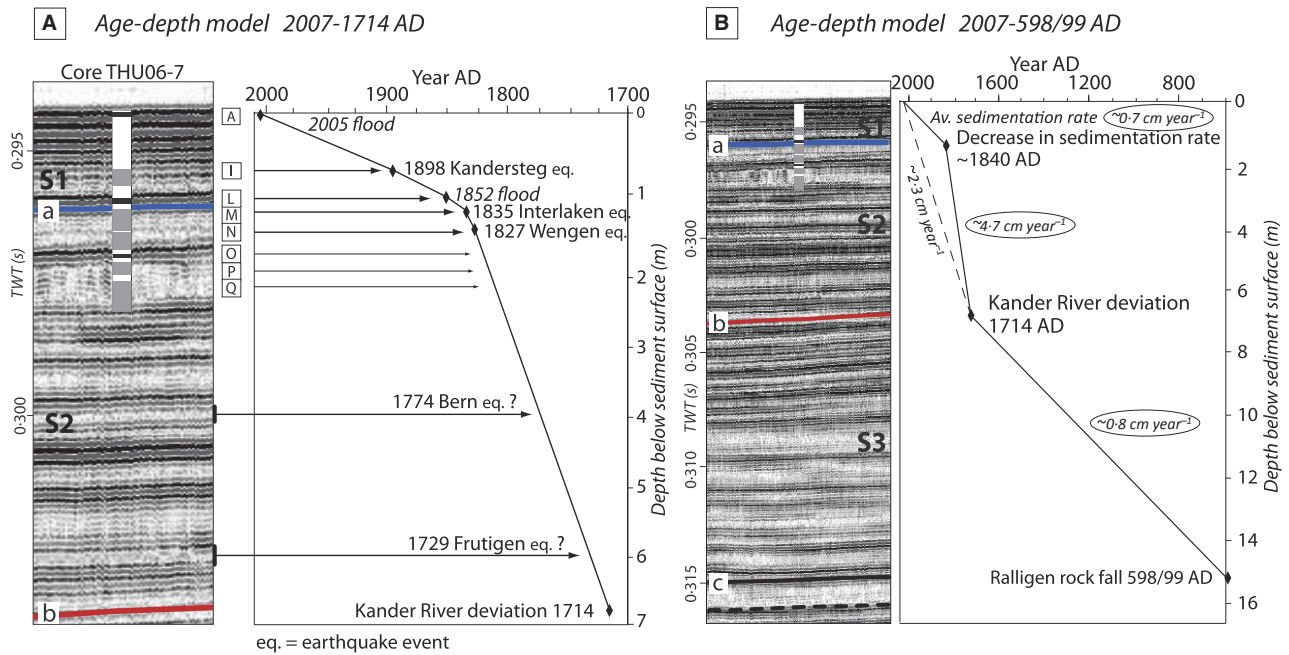 A Age-depth model 2007-1714 AD
Core THU06-7
Year AD
2000 1900 1800 1700
TWT (s)
0·295
0·300
S1
a
S2
b
A
I
L
M
N
O
P
Q
2005 flood
1898 Kandersteg eq.
1852 flood
1835 Interlaken eq.
1827 Wengen eq.
1774 Bern eq. ?
1729 Frutigen eq. ?
Kander River deviation 1714
0
1
2
3
4
5
6
7
Depth below sediment surface (m)
eq. = earthquake event
B Age-depth model 2007-598/99 AD
Year AD
2000 1600 1200 800
TWT (s)
0·295
0·300
0·305
0·310
0·315
S1
a
S2
b
S3
c
Av. sedimentation rate ~0·7 cm year–1
Decrease in sedimentation rate
~1840 AD
~2·3 cm year–1
~4·7 cm year–1
Kander River deviation
1714 AD
~0·8 cm year–1
Ralligen rock fall 598/99 AD
0
2
4
6
8
10
12
14
16
Depth below sediment surface (m)